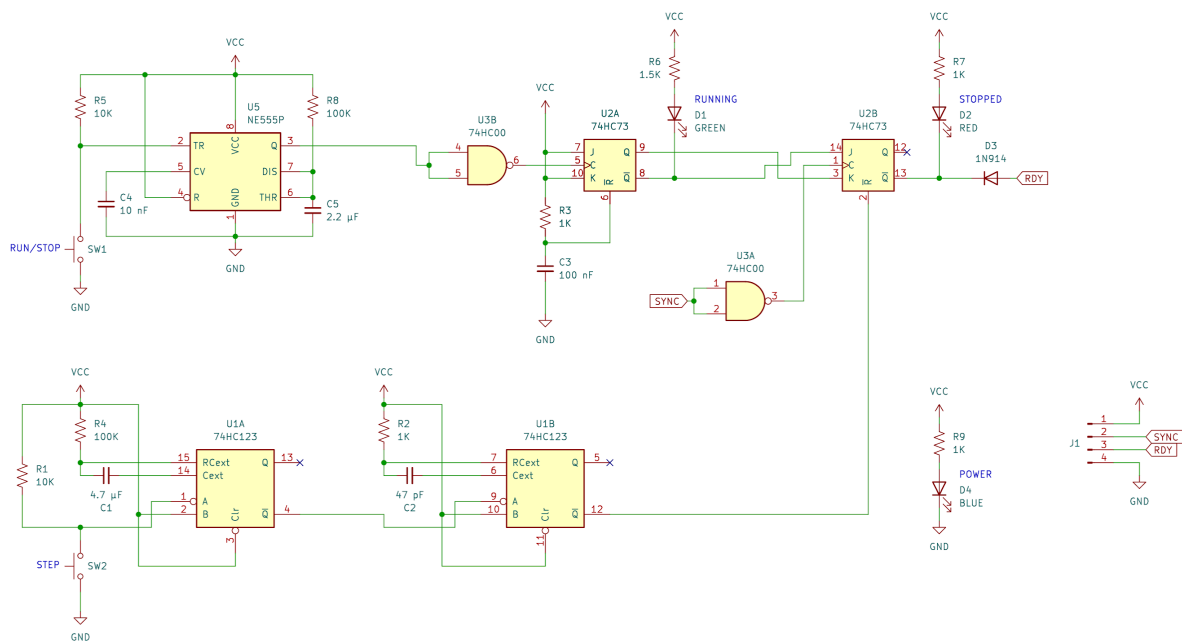 VCC
R5
10K
U5
NE555P
R8
100K
2
TR
8
VCC
Q
3
5
CV
DIS
7
4
R
GND
1
THR
6
C4
10 nF
C5
2.2 µF
GND
RUN/STOP
SW1
GND
U3B
74HC00
4
5
6
VCC
U2A
74HC73
7
J
Q
9
5
C
10
K
Q
8
R
6
R3
1K
C3
100 nF
GND
VCC
R6
1.5K
RUNNING
D1
GREEN
U3A
74HC00
SYNC
1
2
3
U2B
74HC73
14
J
Q
12
1
C
3
K
Q
13
R
2
VCC
R7
1K
STOPPED
D2
RED
D3
1N914
RDY
VCC
R4
100K
R1
10K
4.7 µF
C1
U1A
74HC123
15
RCext
Q
13
14
Cext
1
A
2
B
Clr
Q
4
3
STEP
SW2
GND
VCC
R2
1K
47 pF
C2
U1B
74HC123
7
RCext
Q
5
6
Cext
9
A
10
B
Clr
Q
12
11
VCC
R9
1K
POWER
D4
BLUE
GND
VCC
J1
1
2
SYNC
3
RDY
4
GND